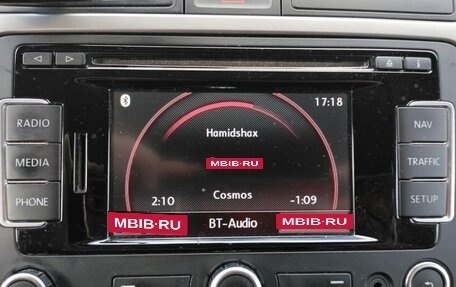 17:18
RADIO
Hamidshax
NAV
MEDIA
MBIB·RU
TRAFFIC
PHONE
2:10
Cosmos
-1:09
SETUP
MBIB·RU
BT-Audio
MBIB·RU